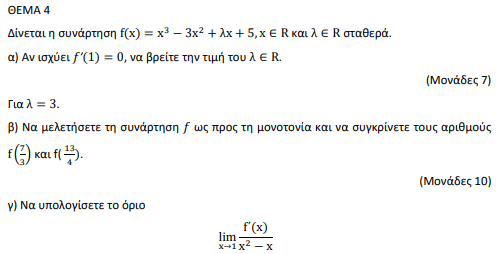 ΘΕΜΑ 4
Δίνεται η συνάρτηση f(x) = x³ − 3x² + λx + 5, x ∈ R και λ ∈ R σταθερά.
α) Αν ισχύει f′(1) = 0, να βρείτε την τιμή του λ ∈ R.
(Μονάδες 7)
Για λ = 3.
β) Να μελετήσετε τη συνάρτηση f ως προς τη μονοτονία και να συγκρίνετε τους αριθμούς
f(7/3) και f(13/4).
(Μονάδες 10)
γ) Να υπολογίσετε το όριο
lim x→1 f′(x)/(x² − x)